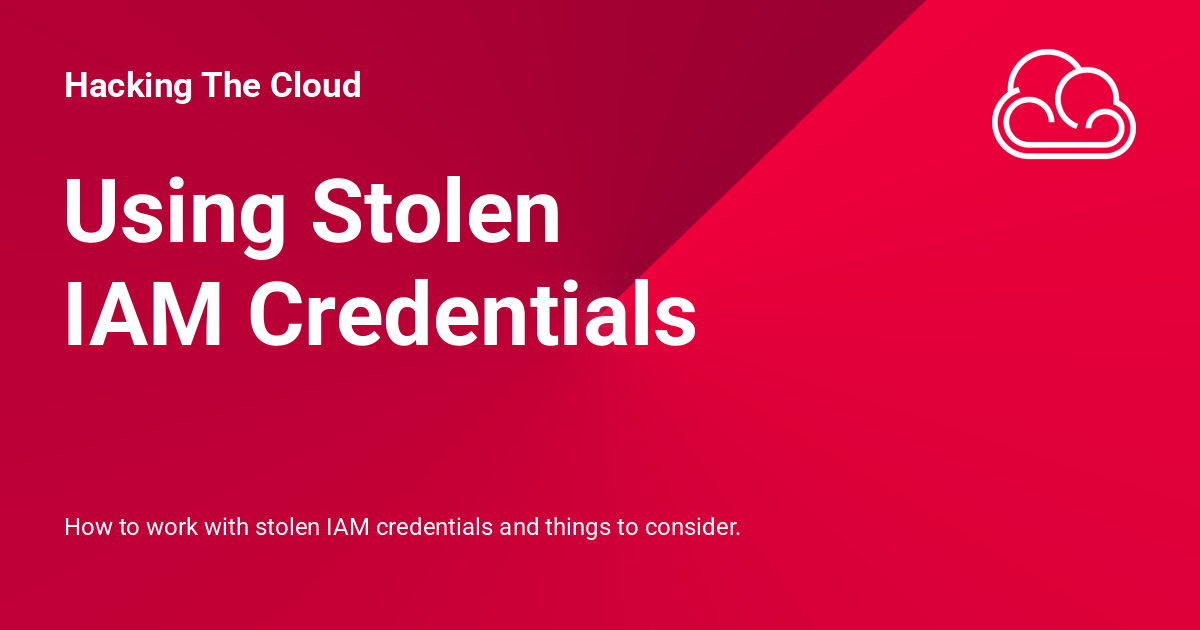 Hacking The Cloud
Using Stolen
IAM Credentials
How to work with stolen IAM credentials and things to consider.